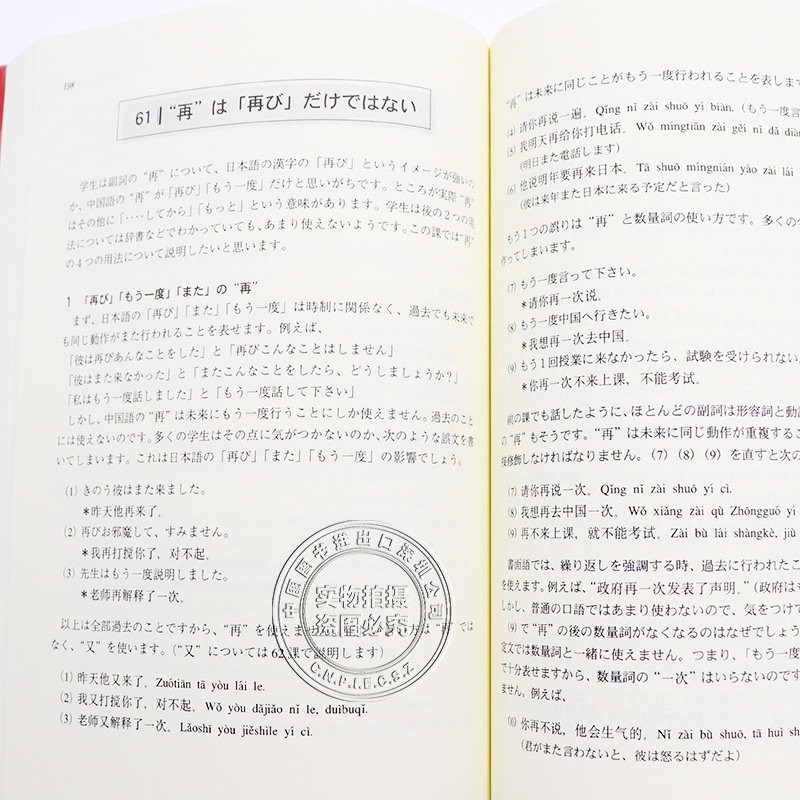 198
61 | “再” は「再び」だけではない
学生は副詞の “再” について、日本語の漢字の「再び」というイメージが強いの
か、中国語の “再” が「再び」「もう一度」だけと思いがちです。ところが実際 “再”
はその他に「‥‥してから」「もっと」という意味があります。学生は後の2つの用
法については辞書などでわかっていても、あまり使えないようです。この課では “再”
の4つの用法について説明したいと思います。
1 「再び」「もう一度」「また」の “再”
まず、日本語の「再び」「また」「もう一度」は時制に関係なく、過去でも未来で
も同じ動作がまた行われることを表せます。例えば、
「彼は再びあんなことをした」と「再びこんなことはしません」
「彼はまた来なかった」と「またこんなことをしたら、どうしましょうか?」
「私はもう一度話しました」と「もう一度話して下さい」
しかし、中国語の “再” は未来にもう一度行うことにしか使えません。過去のこと
には使えないのです。多くの学生はその点に気がつかないのか、次のような誤文を書
いてしまいます。これは日本語の「再び」「また」「もう一度」の影響でしょう。
(1) きのう彼はまた来ました。
*昨天他再来了。
(2) 再びお邪魔して、すみません。
*我再打搅你了，对不起。
(3) 先生はもう一度説明しました。
*老师再解释了一次。
以上は全部過去のことですから、“再” を使えませ 方は “再” では
なく、“又” を使います。(“又” については62課で説明します)
(1) 昨天他又来了。Zuótiān tā yòu lái le.
(2) 我又打搅你了，对不起。Wǒ yòu dǎjiǎo nǐ le, duìbuqǐ.
(3) 老师又解释了一次。Lǎoshī yòu jiěshìle yí cì.
中国图书进出口深圳公司
实物拍摄
盗图必究
C.N.P.I.E.C.S.Z
“再” は未来に同じことがもう一度行われることを表しま
(4) 请你再说一遍。Qǐng nǐ zài shuō yí biàn. (もう一度言
(5) 我明天再给你打电话。Wǒ míngtiān zài gěi nǐ dǎ diàn
(明日また電話します)
(6) 他说明年要再来日本。Tā shuō míngnián yào zài lái
(彼は来年また日本に来る予定だと言った)
もう1つの誤りは “再” と数量詞の使い方です。多くの学
作ってしまいます。
(7) もう一度言って下さい。
*请你再一次说。
(8) もう一度中国へ行きたい。
*我想再一次去中国。
(9) もう1回授業に来なかったら、試験を受けられない。
*你再一次不来上课，不能考试。
前の課でも話したように、ほとんどの副詞は形容詞と動詞
の “再” もそうです。“再” は未来に同じ動作が重複するこ
接修飾しなければなりません。(7)(8)(9) を直すと次の
(7) 请你再说一次。Qǐng nǐ zài shuō yí cì.
(8) 我想再去中国一次。Wǒ xiǎng zài qù Zhōngguó yí
(9) 再不来上课，就不能考试。Zài bù lái shàngkè, jiù
書面語では、繰り返しを強調する時、過去に行われたこ
を使えます。例えば、“政府再一次发表了声明。”(政府はも
しかし、普通の口語ではあまり使わないので、気をつけて
(9) で “再” の後の数量詞がなくなるのはなぜでしょう
定文では数量詞と一緒に使えません。つまり、「もう一度
で十分表せますから、数量詞の “一次” はいらないのです
ません。例えば、
(10) 你再不说，他会生气的。Nǐ zài bù shuō, tā huì shē
(君がまた言わないと、彼は怒るはずだよ)